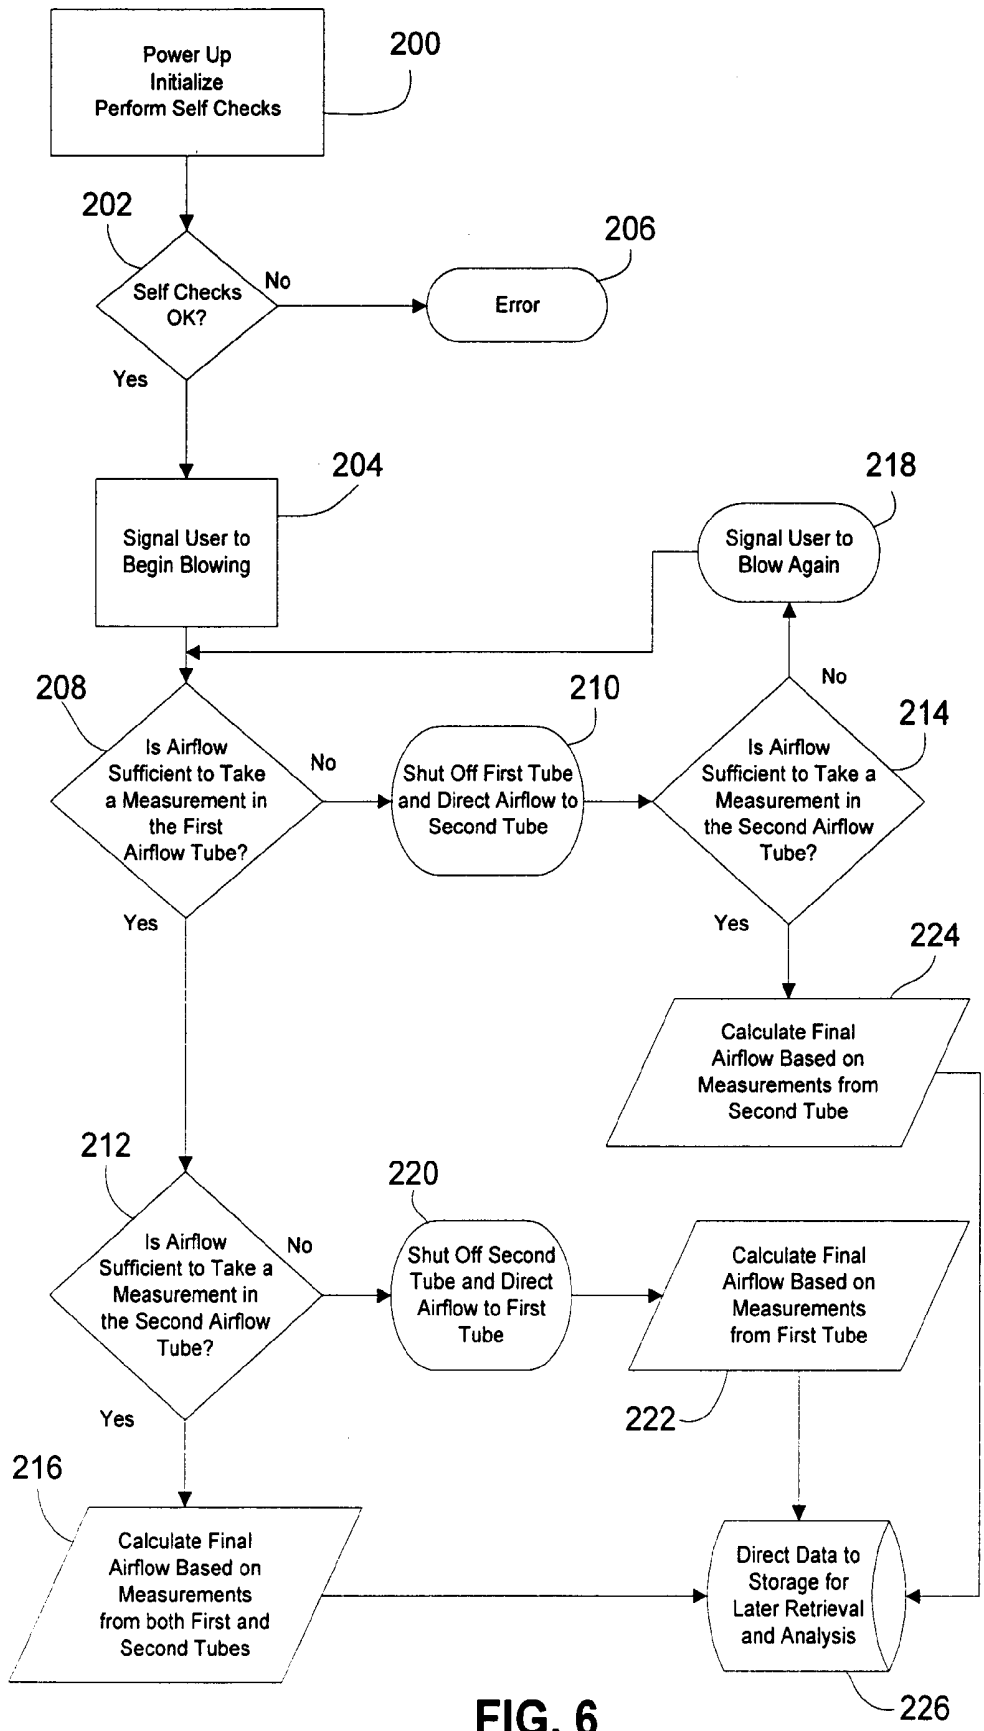 200
Power Up
Initialize
Perform Self Checks
202
Self Checks
OK?
No
206
Error
Yes
204
Signal User to
Begin Blowing
218
Signal User to
Blow Again
208
Is Airflow
Sufficient to Take
a Measurement in
the First
Airflow Tube?
No
210
Shut Off First Tube
and Direct Airflow to
Second Tube
No
214
Is Airflow
Sufficient to Take a
Measurement in
the Second Airflow
Tube?
Yes
Yes
224
Calculate Final
Airflow Based on
Measurements from
Second Tube
212
Is Airflow
Sufficient to Take a
Measurement in
the Second Airflow
Tube?
No
220
Shut Off Second
Tube and Direct
Airflow to First
Tube
Calculate Final
Airflow Based on
Measurements
from First Tube
222
Yes
216
Calculate Final
Airflow Based on
Measurements
from both First and
Second Tubes
Direct Data to
Storage for
Later Retrieval
and Analysis
226
FIG. 6